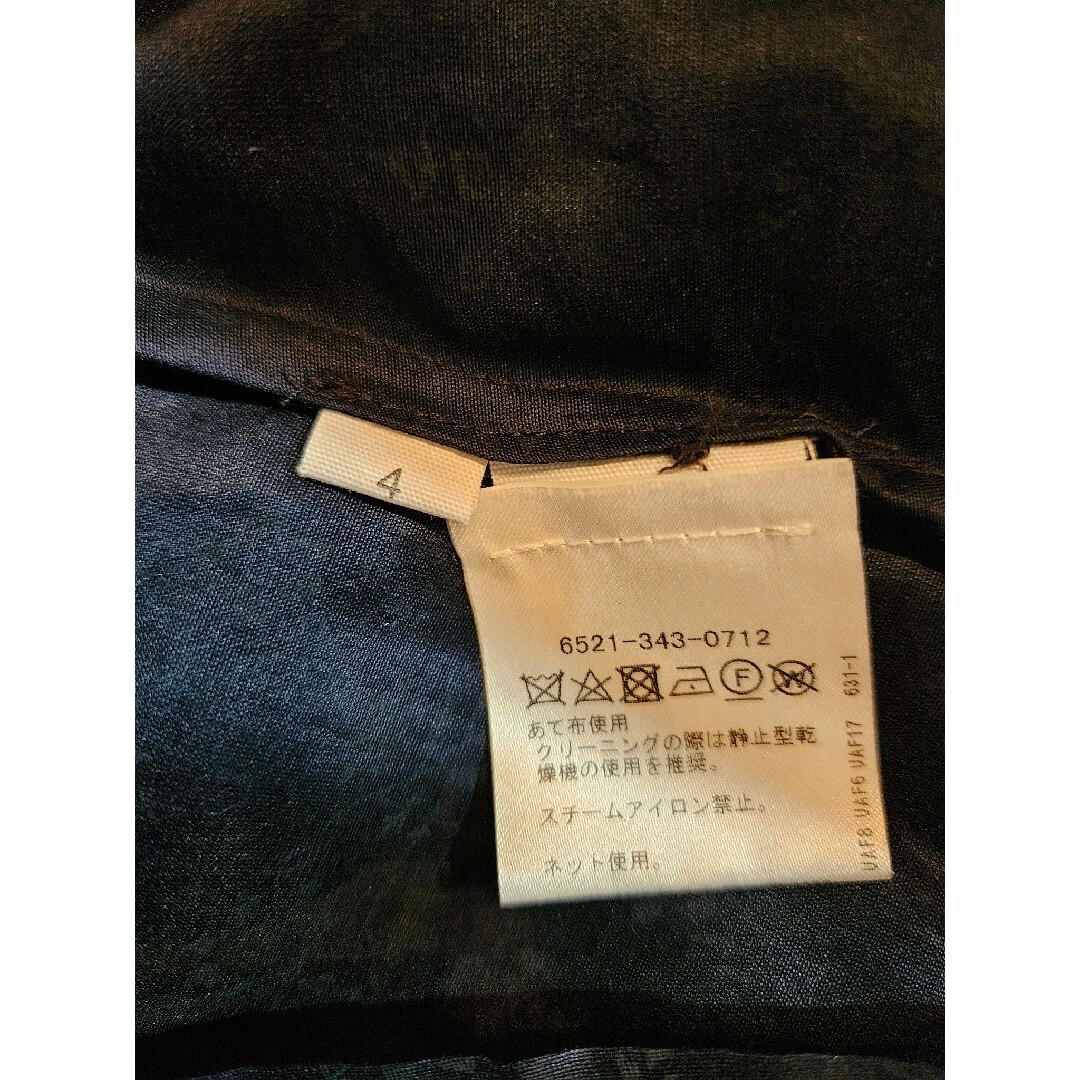 4
6521-343-0712
F W
あて布使用
クリーニングの際は静止型乾
燥機の使用を推奨。
スチームアイロン禁止。
ネット使用。
UAF8 UAF6 UAF17 631-1